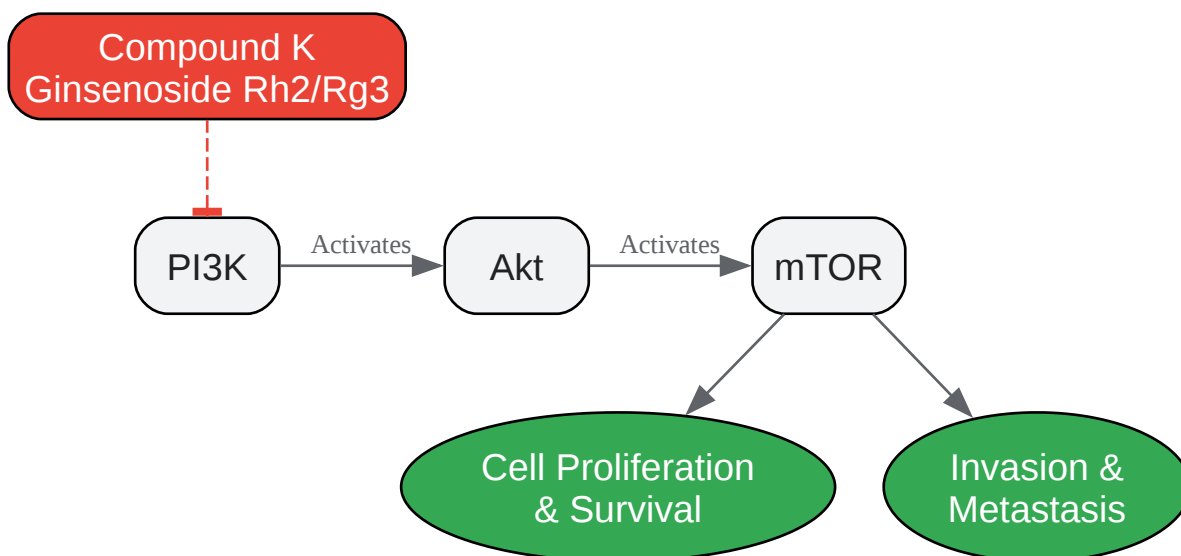 Compound K
Ginsenoside Rh2/Rg3
PI3K
Activates
Akt
Activates
mTOR
Cell Proliferation
& Survival
Invasion &
Metastasis